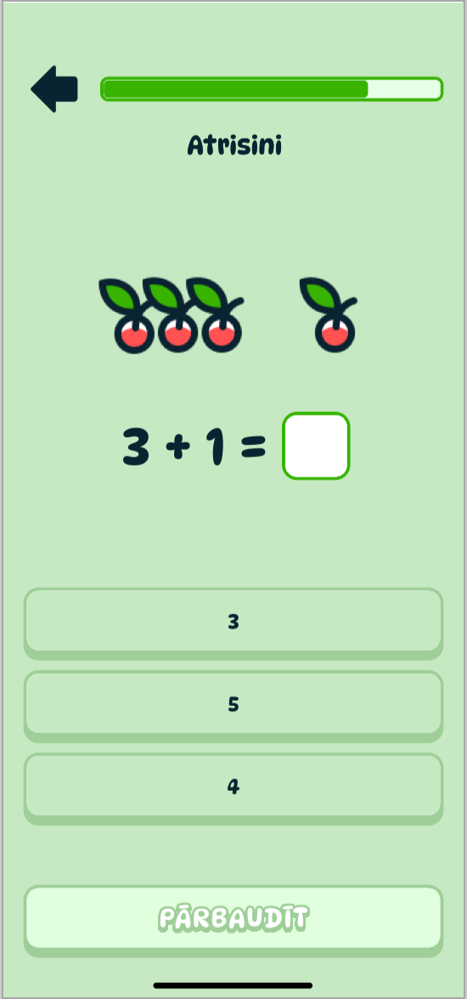 Atrisini
3 + 1 =
3
5
4
PĀRBAUDĪT